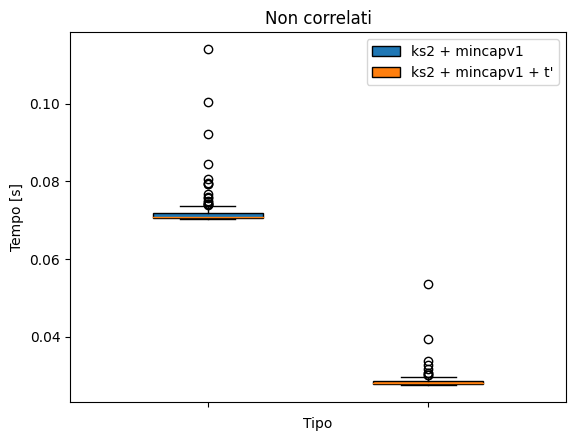 Non correlati
ks2 + mincapv1
ks2 + mincapv1 + t'
0.10
0.08
0.06
0.04
Tempo [s]
Tipo